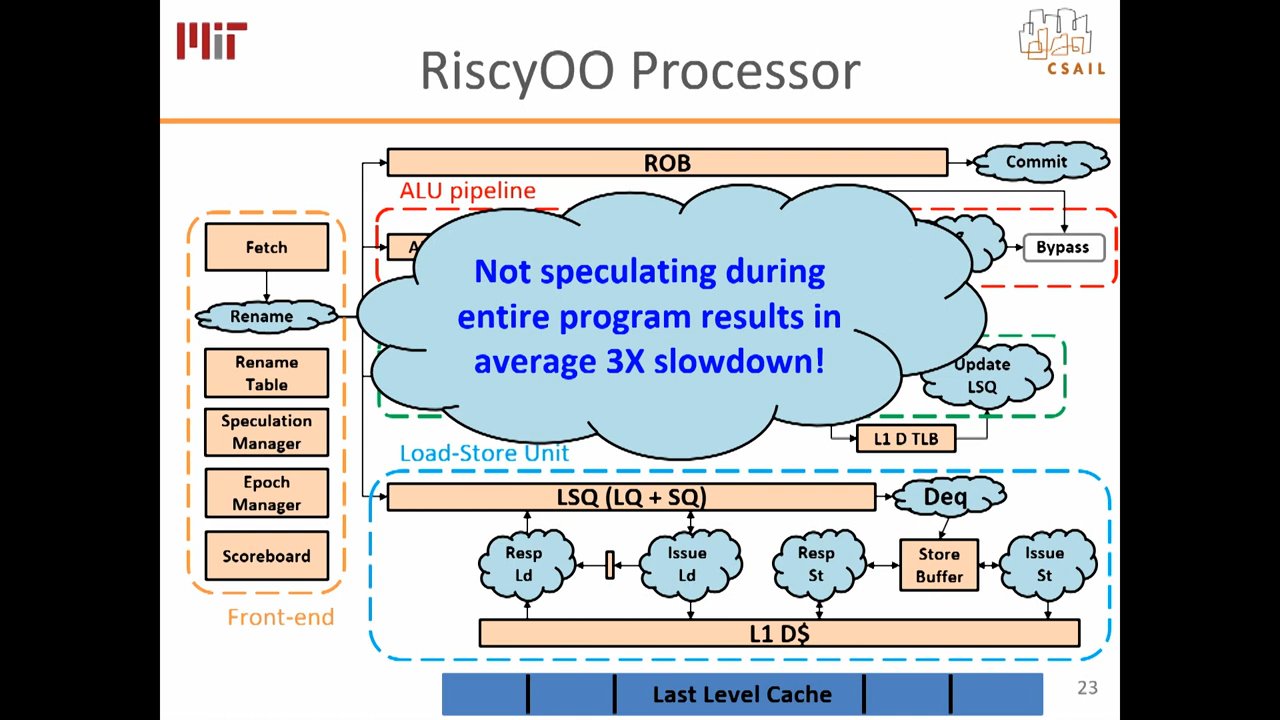 MIT
CSAIL
RiscyOO Processor
ROB
Commit
ALU pipeline
Fetch
Bypass
Rename
Not speculating during
entire program results in
average 3X slowdown!
Rename
Table
Update
LSQ
Speculation
Manager
L1 D TLB
Load-Store Unit
Epoch
Manager
LSQ (LQ + SQ)
Deq
Scoreboard
Resp
Ld
Issue
Ld
Resp
St
Store
Buffer
Issue
St
Front-end
L1 D$
Last Level Cache
23